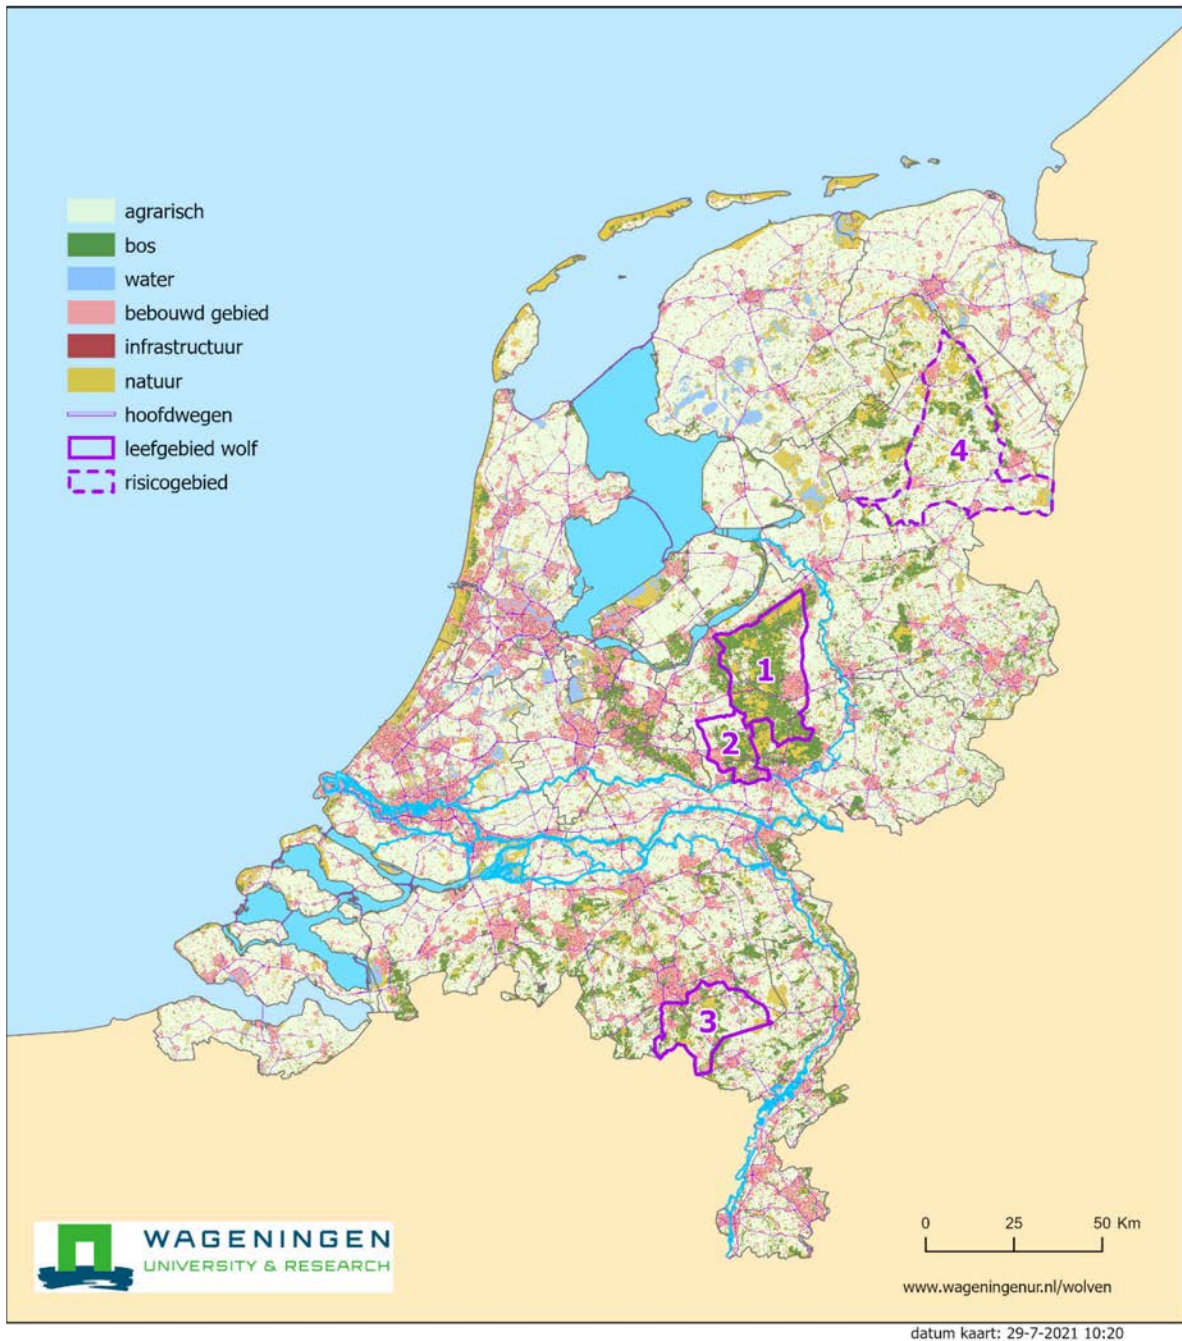 agrarisch
bos
water
bebouwd gebied
infrastructuur
natuur
hoofdwegen
leefgebied wolf
risicogebied
4
1
2
3
WAGENINGEN
UNIVERSITY & RESEARCH
0 25 50 Km
www.wageningenur.nl/wolven
datum kaart: 29-7-2021 10:20